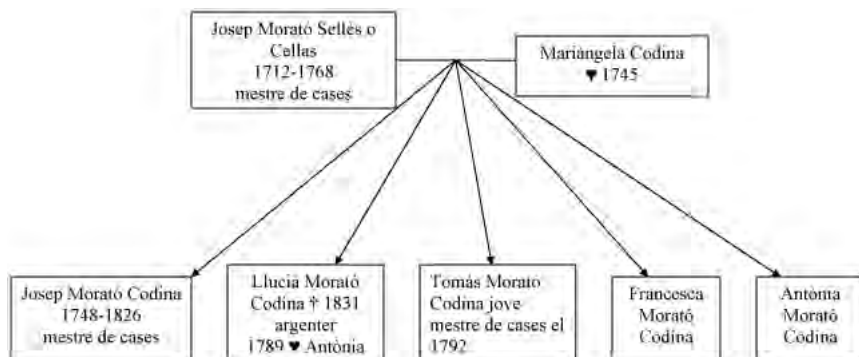 Josep Morató Sellés o
Cellas
1712-1768
mestre de cases
Mariàngela Codina
♥ 1745
Josep Morató Codina
1748-1826
mestre de cases
Llucià Morató
Codina † 1831
argenter
1789 ♥ Antònia
Tomàs Morató
Codina jove
mestre de cases el
1792
Francesca
Morató
Codina
Antònia
Morató
Codina